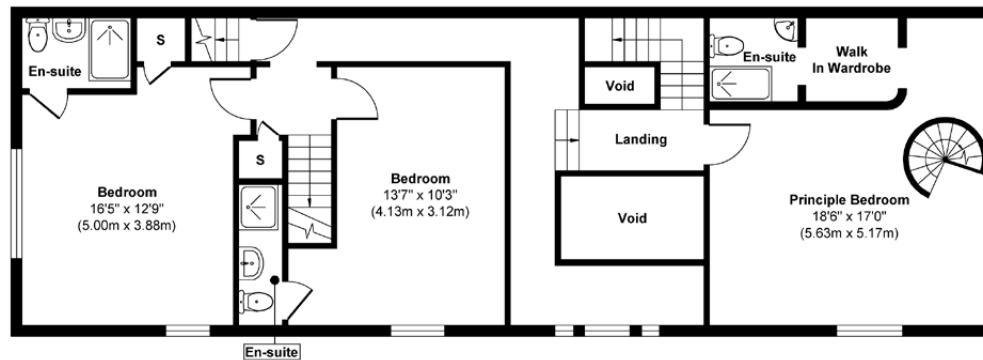 En-suite
S
Bedroom
16'5" x 12'9"
(5.00m x 3.88m)
S
En-suite
Bedroom
13'7" x 10'3"
(4.13m x 3.12m)
Void
Landing
Void
En-suite
Walk
In Wardrobe
Principle Bedroom
18'6" x 17'0"
(5.63m x 5.17m)